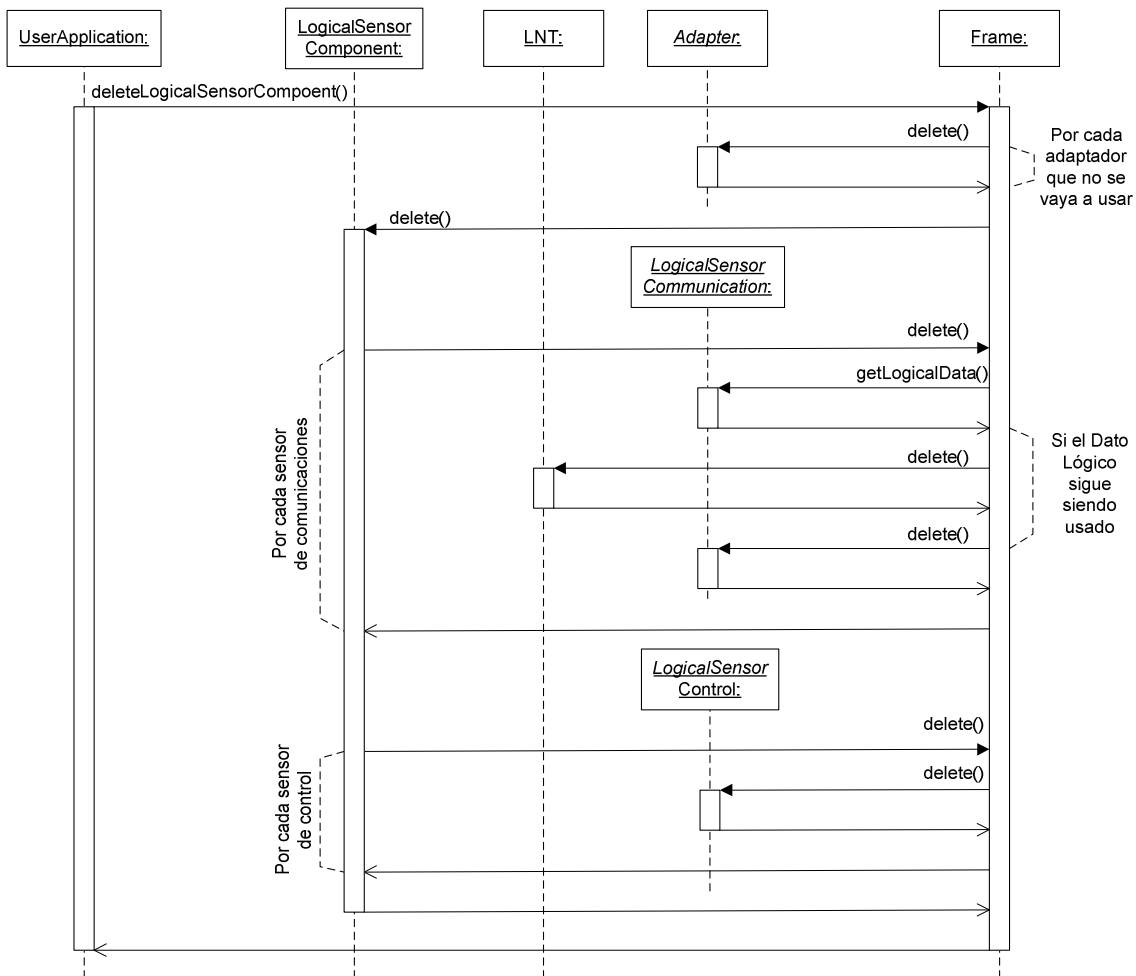 UserApplication:
LogicalSensor
Component:
LNT:
Adapter:
Frame:
deleteLogicalSensorCompoent()
delete()
Por cada
adaptador
que no se
vaya a usar
delete()
LogicalSensor
Communication:
delete()
getLogicalData()
Por cada sensor
de comunicaciones
Si el Dato
Lógico
sigue
siendo
usado
delete()
delete()
LogicalSensor
Control:
delete()
Por cada sensor
de control
delete()